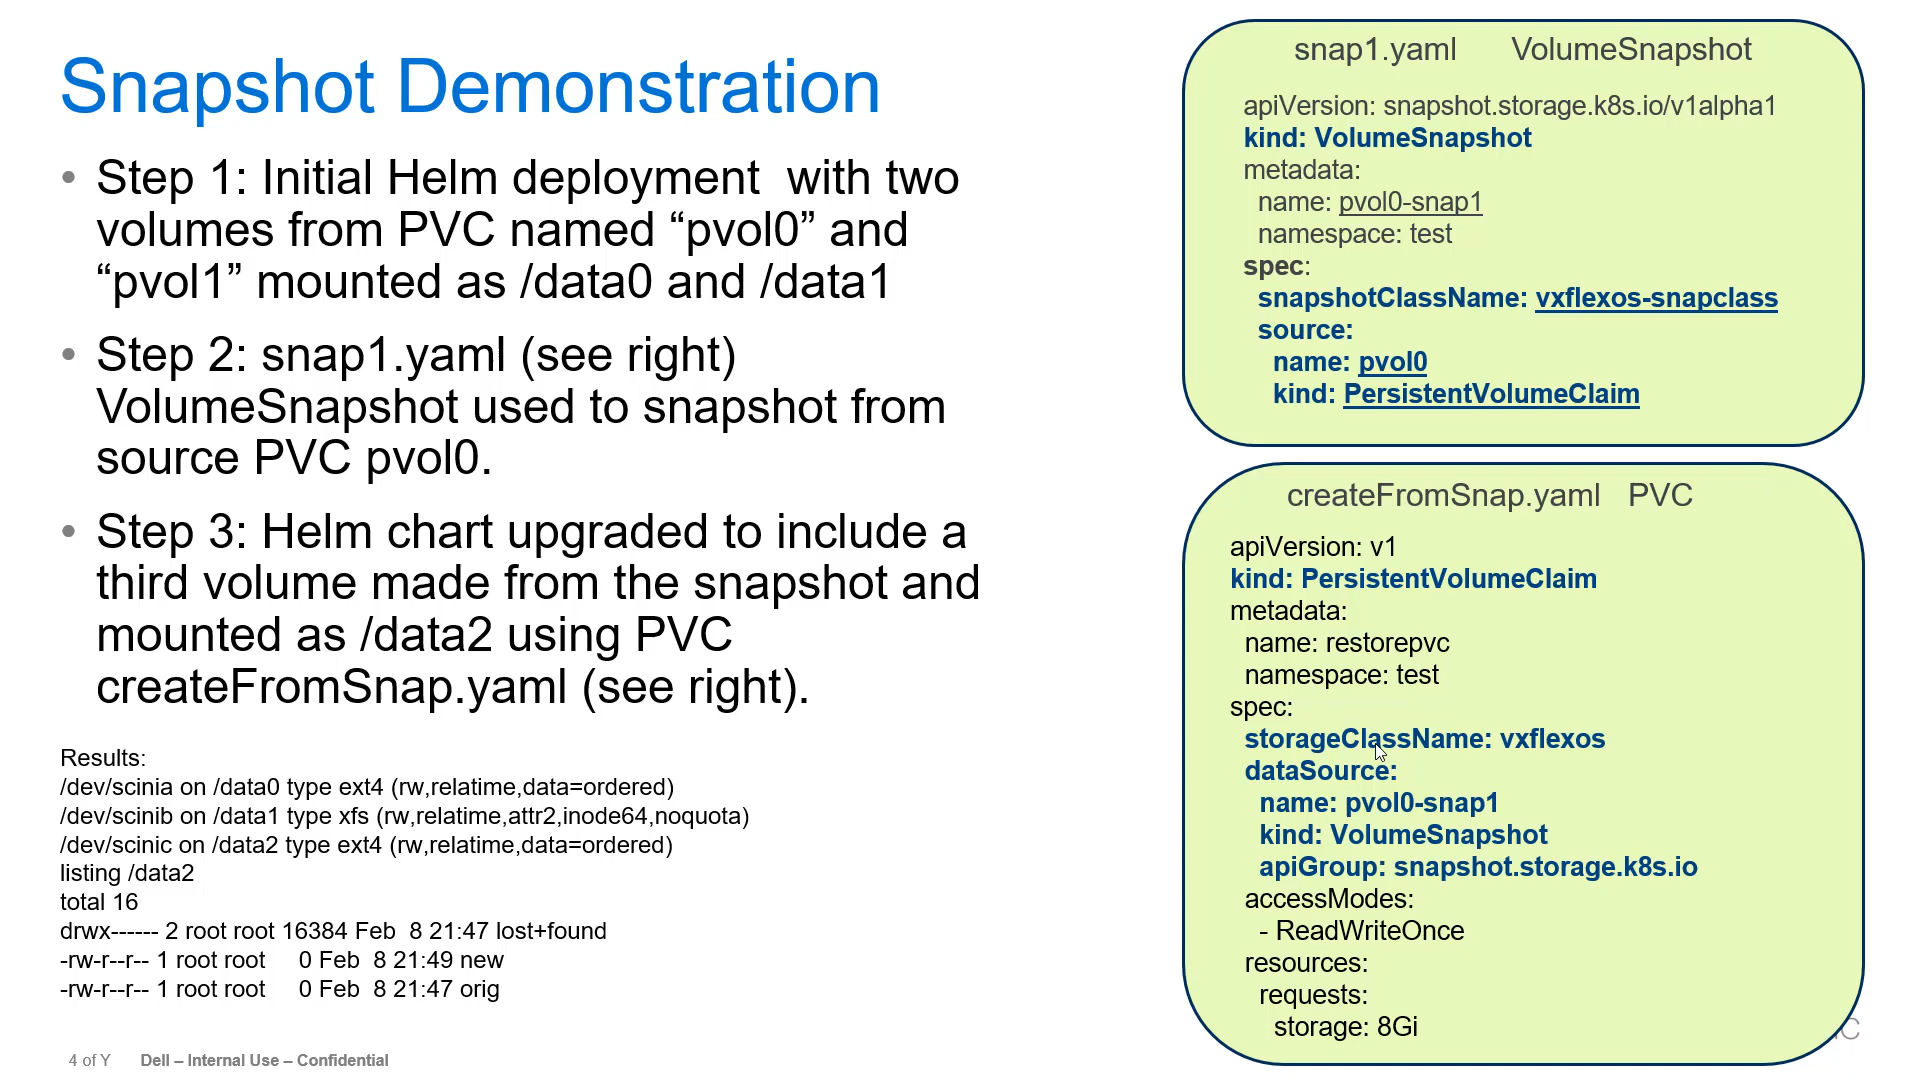 Snapshot Demonstration
• Step 1: Initial Helm deployment  with two
volumes from PVC named “pvol0” and
“pvol1” mounted as /data0 and /data1
• Step 2: snap1.yaml (see right)
VolumeSnapshot used to snapshot from
source PVC pvol0.
• Step 3: Helm chart upgraded to include a
third volume made from the snapshot and
mounted as /data2 using PVC
createFromSnap.yaml (see right).
Results:
/dev/scinia on /data0 type ext4 (rw,relatime,data=ordered)
/dev/scinib on /data1 type xfs (rw,relatime,attr2,inode64,noquota)
/dev/scinic on /data2 type ext4 (rw,relatime,data=ordered)
listing /data2
total 16
drwx------ 2 root root 16384 Feb  8 21:47 lost+found
-rw-r--r-- 1 root root     0 Feb  8 21:49 new
-rw-r--r-- 1 root root     0 Feb  8 21:47 orig
snap1.yaml VolumeSnapshot
apiVersion: snapshot.storage.k8s.io/v1alpha1
kind: VolumeSnapshot
metadata:
  name: pvol0-snap1
  namespace: test
spec:
  snapshotClassName: vxflexos-snapclass
  source:
    name: pvol0
    kind: PersistentVolumeClaim
createFromSnap.yaml PVC
apiVersion: v1
kind: PersistentVolumeClaim
metadata:
  name: restorepvc
  namespace: test
spec:
  storageClassName: vxflexos
  dataSource:
    name: pvol0-snap1
    kind: VolumeSnapshot
    apiGroup: snapshot.storage.k8s.io
  accessModes:
    - ReadWriteOnce
  resources:
    requests:
      storage: 8Gi
4 of Y Dell – Internal Use – Confidential